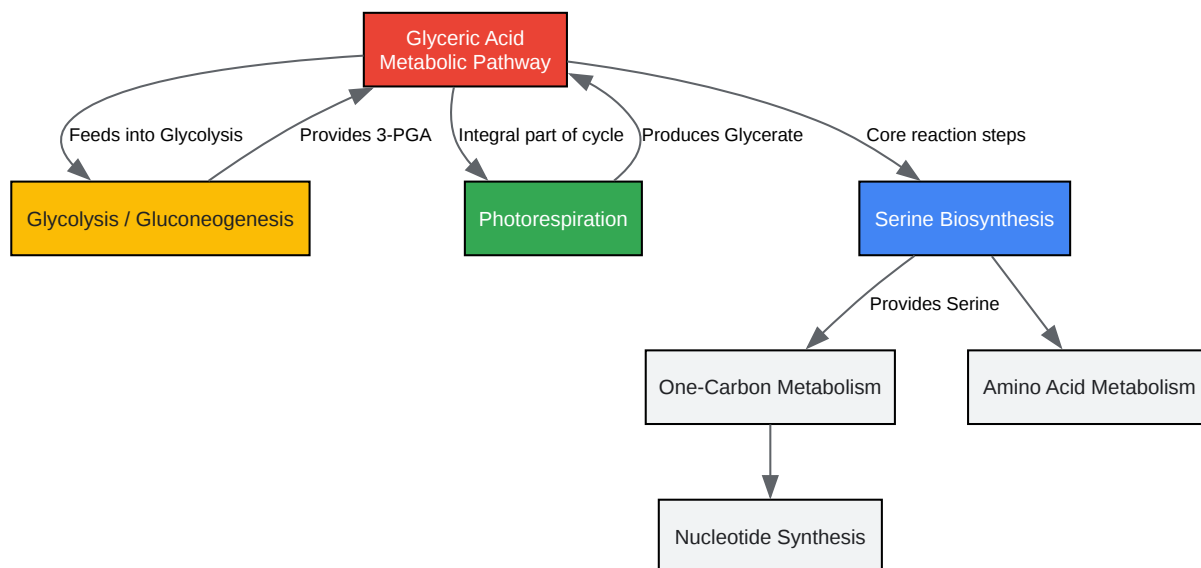 Glyceric Acid
Metabolic Pathway
Feeds into Glycolysis
Provides 3-PGA
Integral part of cycle
Produces Glycerate
Core reaction steps
Glycolysis / Gluconeogenesis
Photorespiration
Serine Biosynthesis
Provides Serine
One-Carbon Metabolism
Amino Acid Metabolism
Nucleotide Synthesis